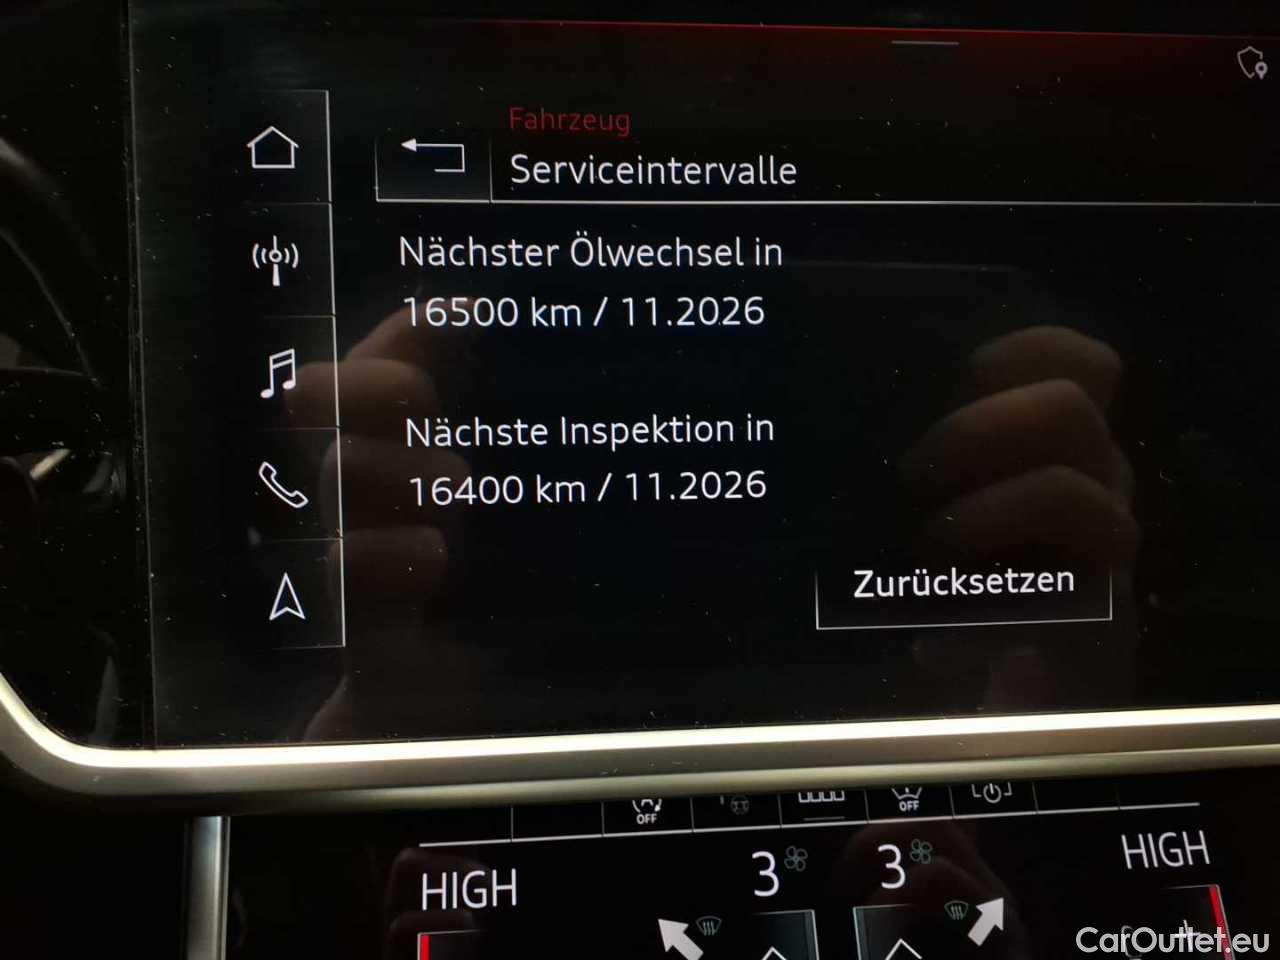 Fahrzeug
Serviceintervalle
Nächster Ölwechsel in
16500 km / 11.2026
Nächste Inspektion in
16400 km / 11.2026
Zurücksetzen
OFF
OFF
HIGH 3 3 HIGH
CarOutlet.eu